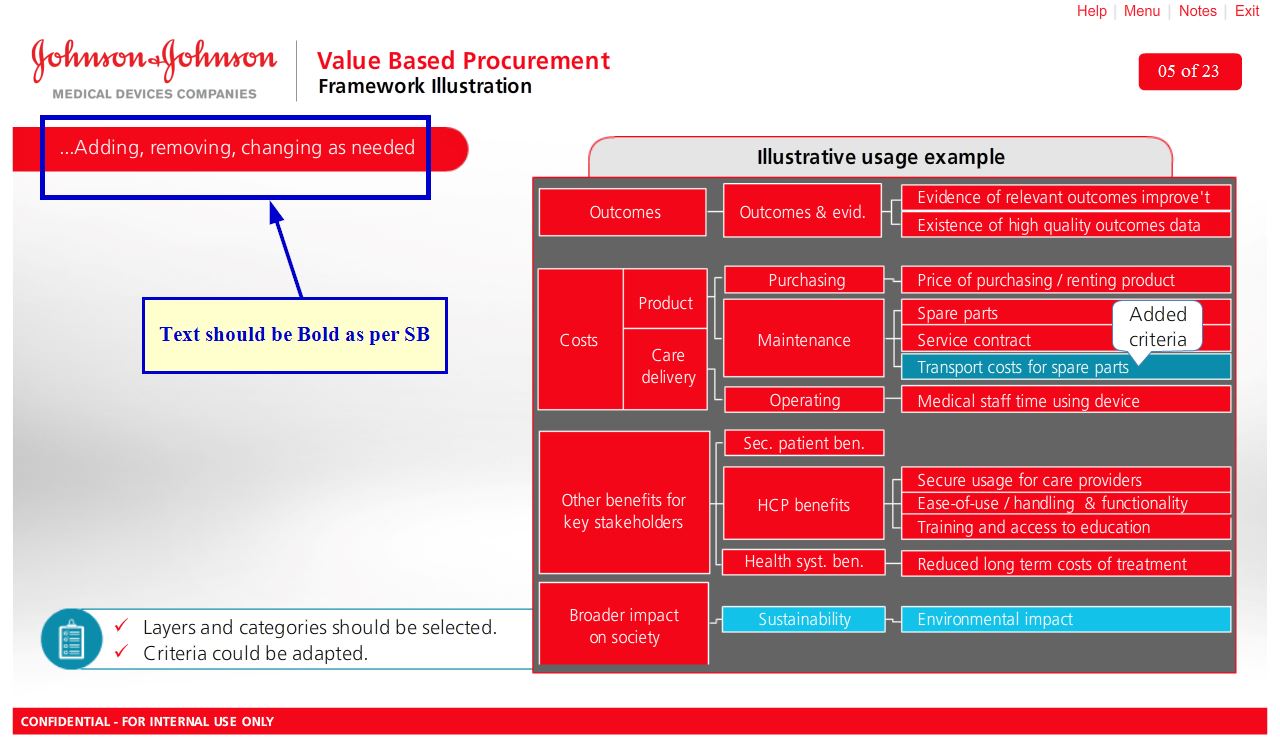 Help | Menu | Notes | Exit
Johnson & Johnson
MEDICAL DEVICES COMPANIES
Value Based Procurement
Framework Illustration
05 of 23
...Adding, removing, changing as needed
Text should be Bold as per SB
Illustrative usage example
Outcomes
Outcomes & evid.
Evidence of relevant outcomes improve't
Existence of high quality outcomes data
Costs
Product
Care
delivery
Purchasing
Price of purchasing / renting product
Maintenance
Spare parts
Service contract
Transport costs for spare parts
Added
criteria
Operating
Medical staff time using device
Other benefits for
key stakeholders
Sec. patient ben.
HCP benefits
Secure usage for care providers
Ease-of-use / handling & functionality
Training and access to education
Health syst. ben.
Reduced long term costs of treatment
Broader impact
on society
Sustainability
Environmental impact
Layers and categories should be selected.
Criteria could be adapted.
CONFIDENTIAL - FOR INTERNAL USE ONLY